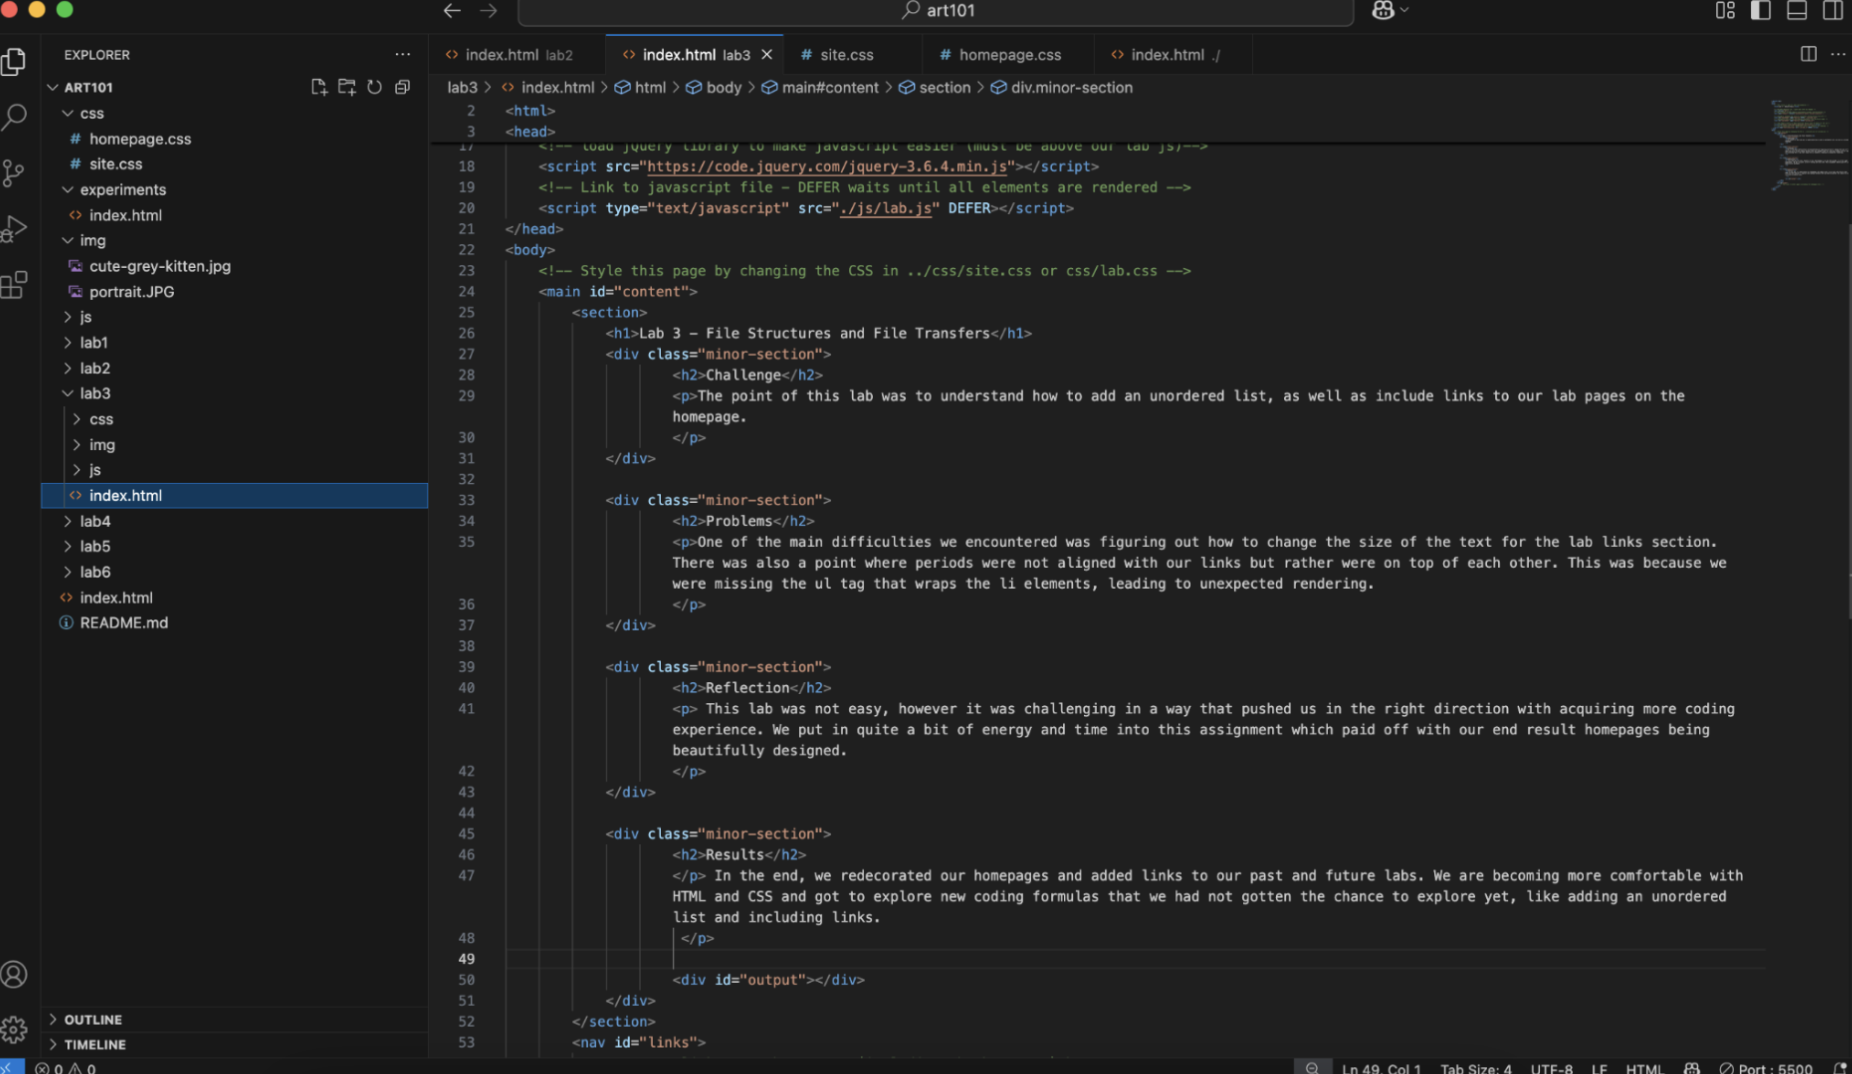 art101
EXPLORER
index.html lab2
index.html lab3
# site.css
# homepage.css
index.html ./
ART101
lab3 > index.html > html > body > main#content > section > div.minor-section
css
# homepage.css
# site.css
experiments
index.html
img
cute-grey-kitten.jpg
portrait.JPG
js
lab1
lab2
lab3
css
img
js
index.html
lab4
lab5
lab6
index.html
README.md
OUTLINE
TIMELINE
2 <html>
3 <head>
17 <!-- load jQuery library to make javascript easier (must be above our lab js)-->
18 <script src="https://code.jquery.com/jquery-3.6.4.min.js"></script>
19 <!-- Link to javascript file - DEFER waits until all elements are rendered -->
20 <script type="text/javascript" src="./js/lab.js" DEFER></script>
21 </head>
22 <body>
23 <!-- Style this page by changing the CSS in ../css/site.css or css/lab.css -->
24 <main id="content">
25 <section>
26 <h1>Lab 3 - File Structures and File Transfers</h1>
27 <div class="minor-section">
28 <h2>Challenge</h2>
29 <p>The point of this lab was to understand how to add an unordered list, as well as include links to our lab pages on the
homepage.
30 </p>
31 </div>
32
33 <div class="minor-section">
34 <h2>Problems</h2>
35 <p>One of the main difficulties we encountered was figuring out how to change the size of the text for the lab links section.
There was also a point where periods were not aligned with our links but rather were on top of each other. This was because we
were missing the ul tag that wraps the li elements, leading to unexpected rendering.
36 </p>
37 </div>
38
39 <div class="minor-section">
40 <h2>Reflection</h2>
41 <p> This lab was not easy, however it was challenging in a way that pushed us in the right direction with acquiring more coding
experience. We put in quite a bit of energy and time into this assignment which paid off with our end result homepages being
beautifully designed.
42 </p>
43 </div>
44
45 <div class="minor-section">
46 <h2>Results</h2>
47 </p> In the end, we redecorated our homepages and added links to our past and future labs. We are becoming more comfortable with
HTML and CSS and got to explore new coding formulas that we had not gotten the chance to explore yet, like adding an unordered
list and including links.
48 </p>
49
50 <div id="output"></div>
51 </div>
52 </section>
53 <nav id="links">
0 0
Ln 49, Col 1 Tab Size: 4 UTF-8 LF HTML Port : 5500